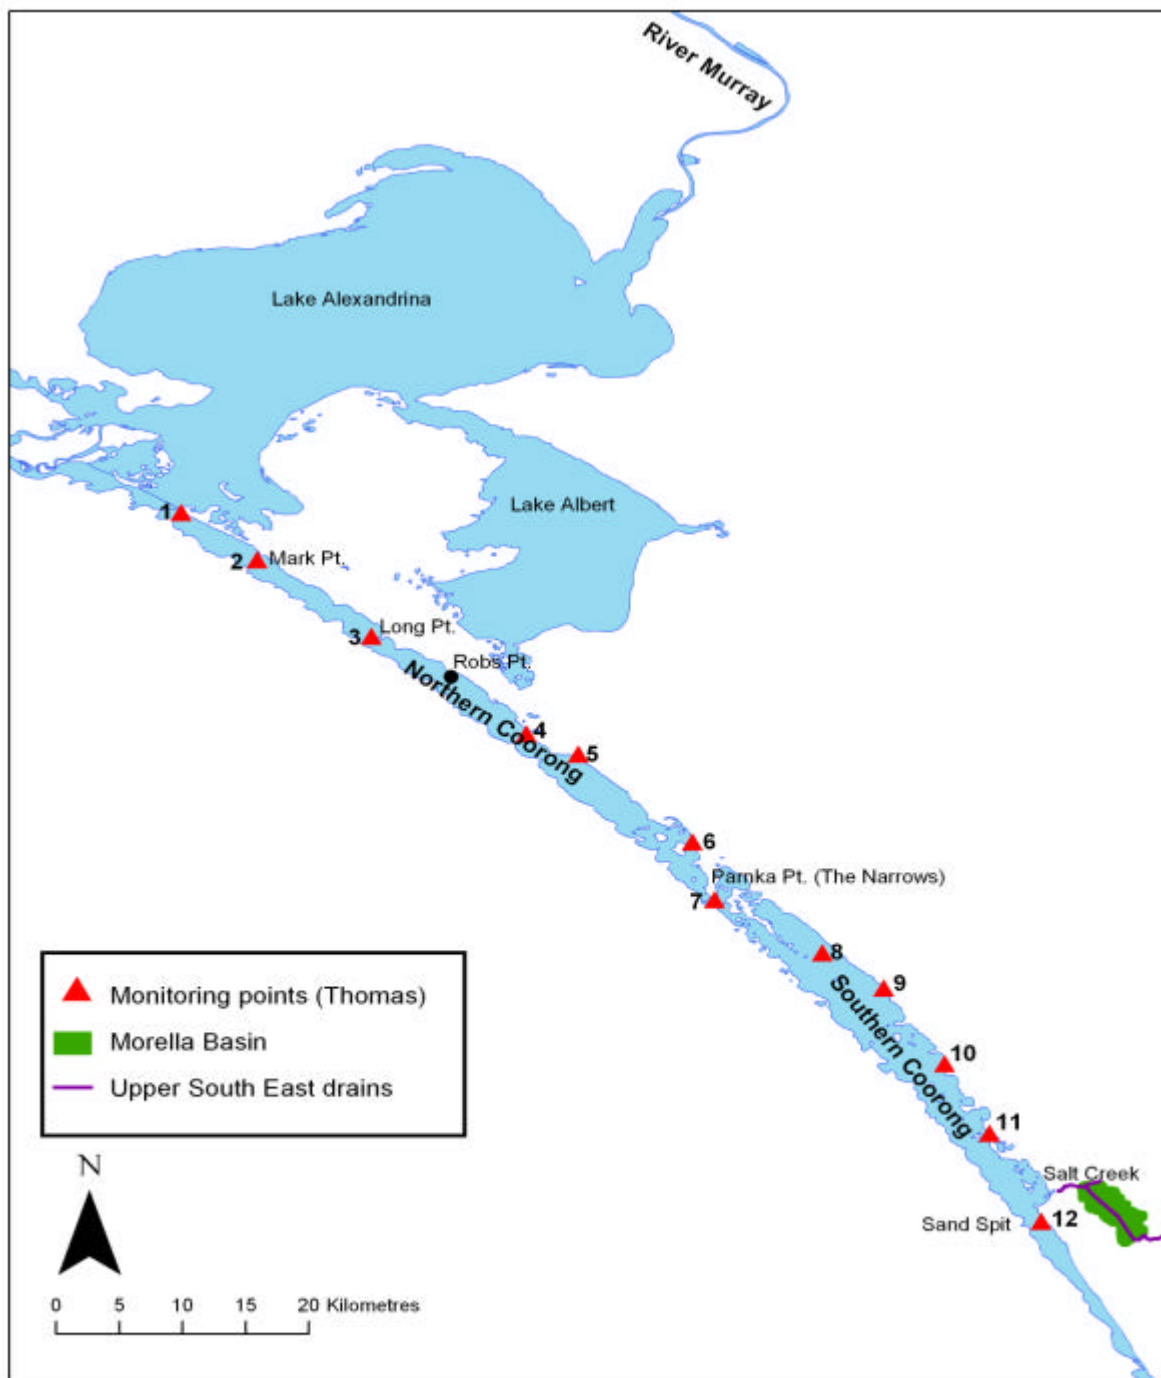 River Murray
Lake Alexandrina
Lake Albert
1
2 Mark Pt.
3 Long Pt.
Robs Pt.
Northern Coorong
4
5
6
Parnka Pt. (The Narrows)
7
8
9
Southern Coorong
10
11
Salt Creek
Sand Spit 12
Monitoring points (Thomas)
Morella Basin
Upper South East drains
N
0 5 10 15 20 Kilometres